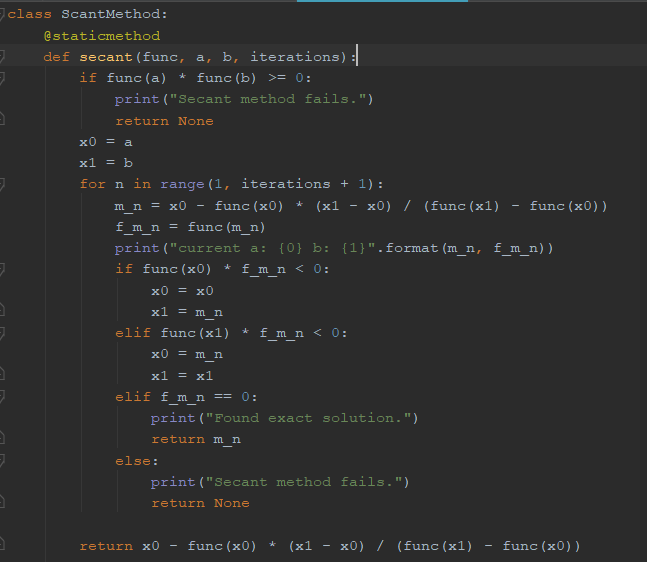 class ScantMethod:
    @staticmethod
    def secant(func, a, b, iterations):
        if func(a) * func(b) >= 0:
            print("Secant method fails.")
            return None
        x0 = a
        x1 = b
        for n in range(1, iterations + 1):
            m_n = x0 - func(x0) * (x1 - x0) / (func(x1) - func(x0))
            f_m_n = func(m_n)
            print("current a: {0} b: {1}".format(m_n, f_m_n))
            if func(x0) * f_m_n < 0:
                x0 = x0
                x1 = m_n
            elif func(x1) * f_m_n < 0:
                x0 = m_n
                x1 = x1
            elif f_m_n == 0:
                print("Found exact solution.")
                return m_n
            else:
                print("Secant method fails.")
                return None

        return x0 - func(x0) * (x1 - x0) / (func(x1) - func(x0))